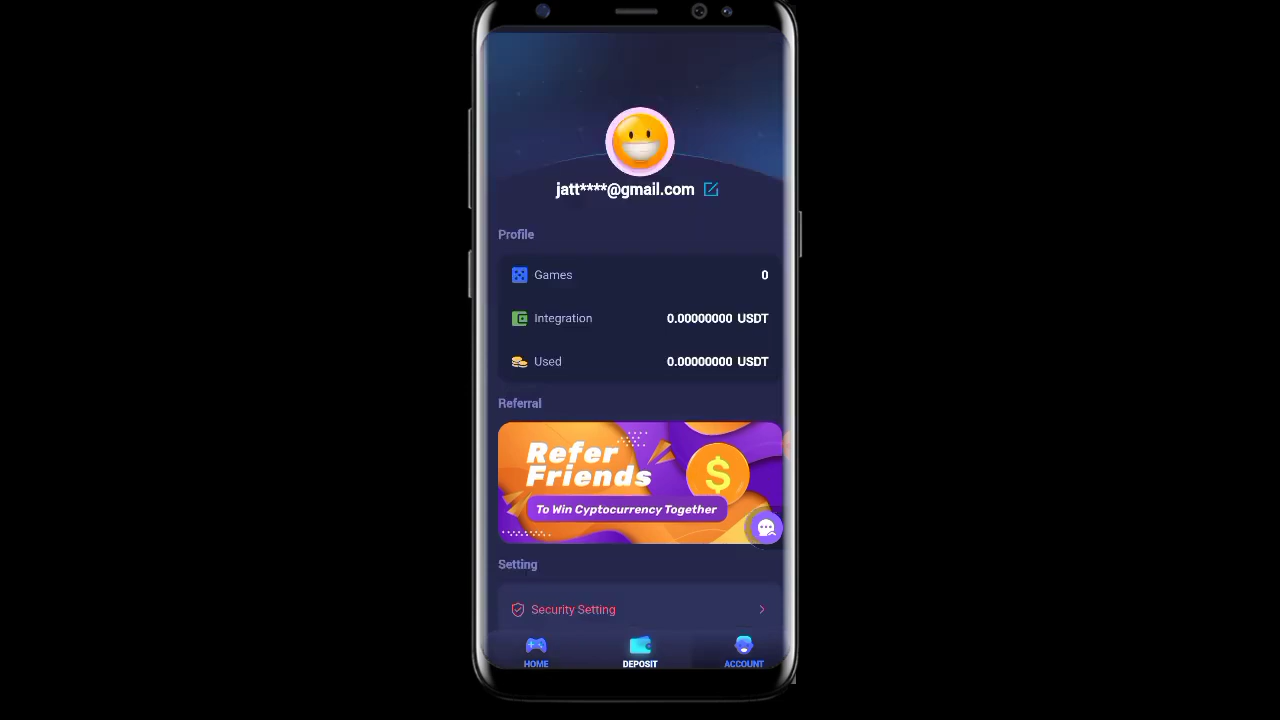 jatt****@gmail.com
Profile
Games 0
Integration 0.00000000 USDT
Used 0.00000000 USDT
Referral
Refer
Friends
$
To Win Cyptocurrency Together
Setting
Security Setting
HOME DEPOSIT ACCOUNT